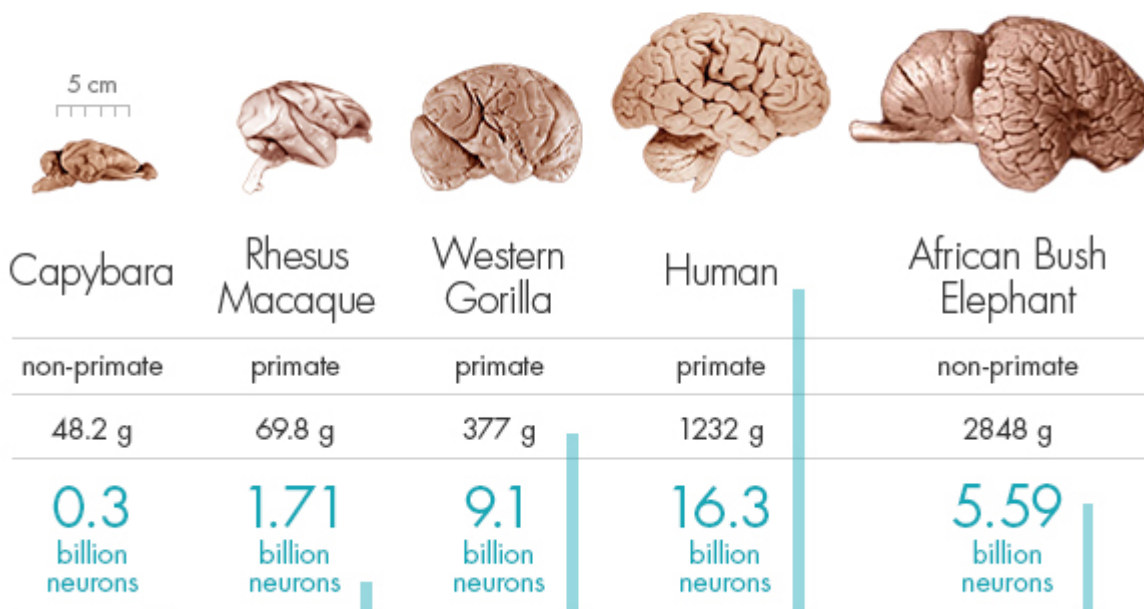 5 cm
Capybara
Rhesus
Macaque
Western
Gorilla
Human
African Bush
Elephant
non-primate
primate
primate
primate
non-primate
48.2 g
69.8 g
377 g
1232 g
2848 g
0.3
billion
neurons
1.71
billion
neurons
9.1
billion
neurons
16.3
billion
neurons
5.59
billion
neurons